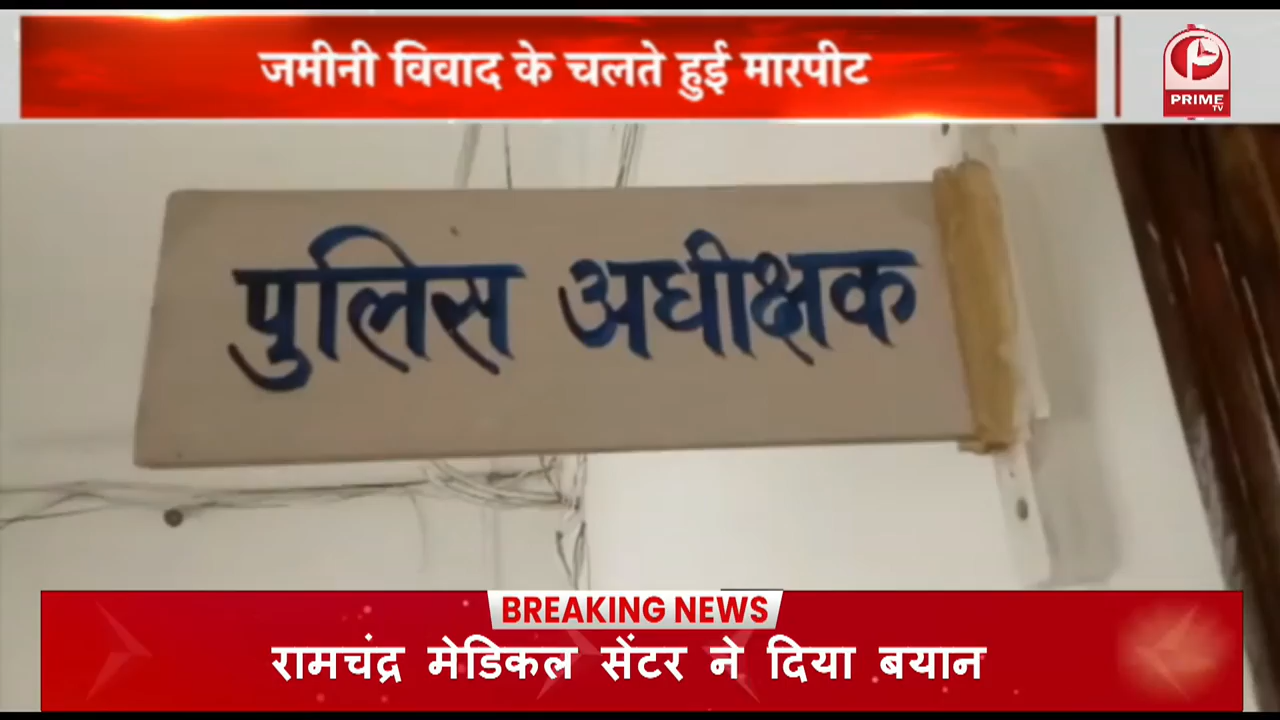 जमीनी विवाद के चलते हुई मारपीट
PRIME
TV
पुलिस अधीक्षक
BREAKING NEWS
रामचंद्र मेडिकल सेंटर ने दिया बयान